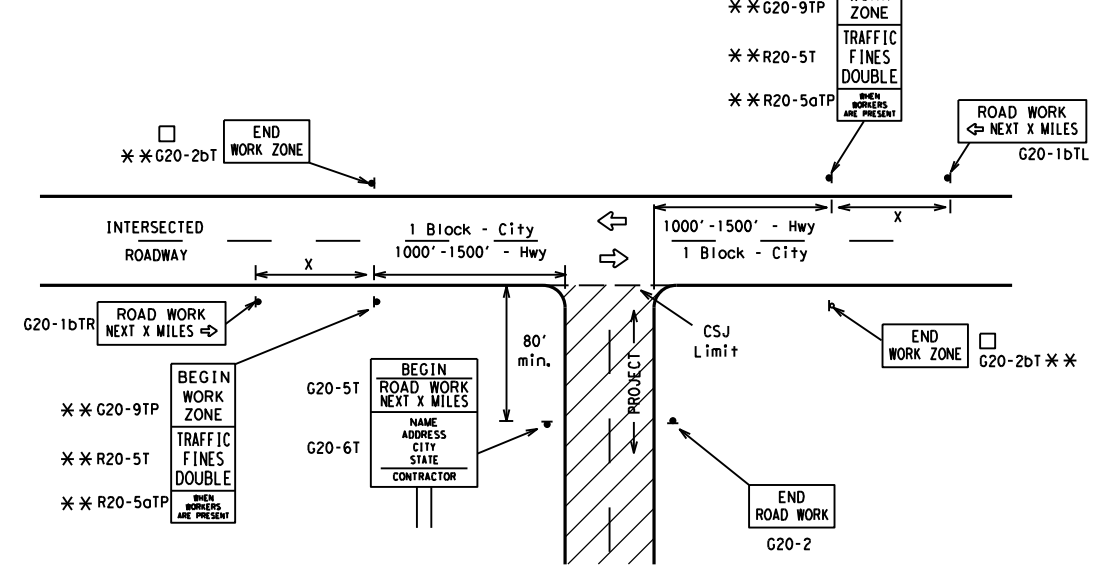 **G20-9TP
ZONE
TRAFFIC
FINES
DOUBLE
**R20-5T
WHEN
WORKERS
ARE PRESENT
**R20-5aTP
ROAD WORK
⇦ NEXT X MILES
G20-1bTL
END
WORK ZONE
□
**G20-2bT
INTERSECTED
ROADWAY
1 Block - City
1000'-1500' - Hwy
1000'-1500' - Hwy
1 Block - City
X
X
G20-1bTR
ROAD WORK
NEXT X MILES ⇨
80'
min.
CSJ
Limit
PROJECT
END
WORK ZONE
□
G20-2bT **
BEGIN
WORK
ZONE
**G20-9TP
TRAFFIC
FINES
DOUBLE
**R20-5T
WHEN
WORKERS
ARE PRESENT
**R20-5aTP
G20-5T
BEGIN
ROAD WORK
NEXT X MILES
G20-6T
NAME
ADDRESS
CITY
STATE
CONTRACTOR
END
ROAD WORK
G20-2